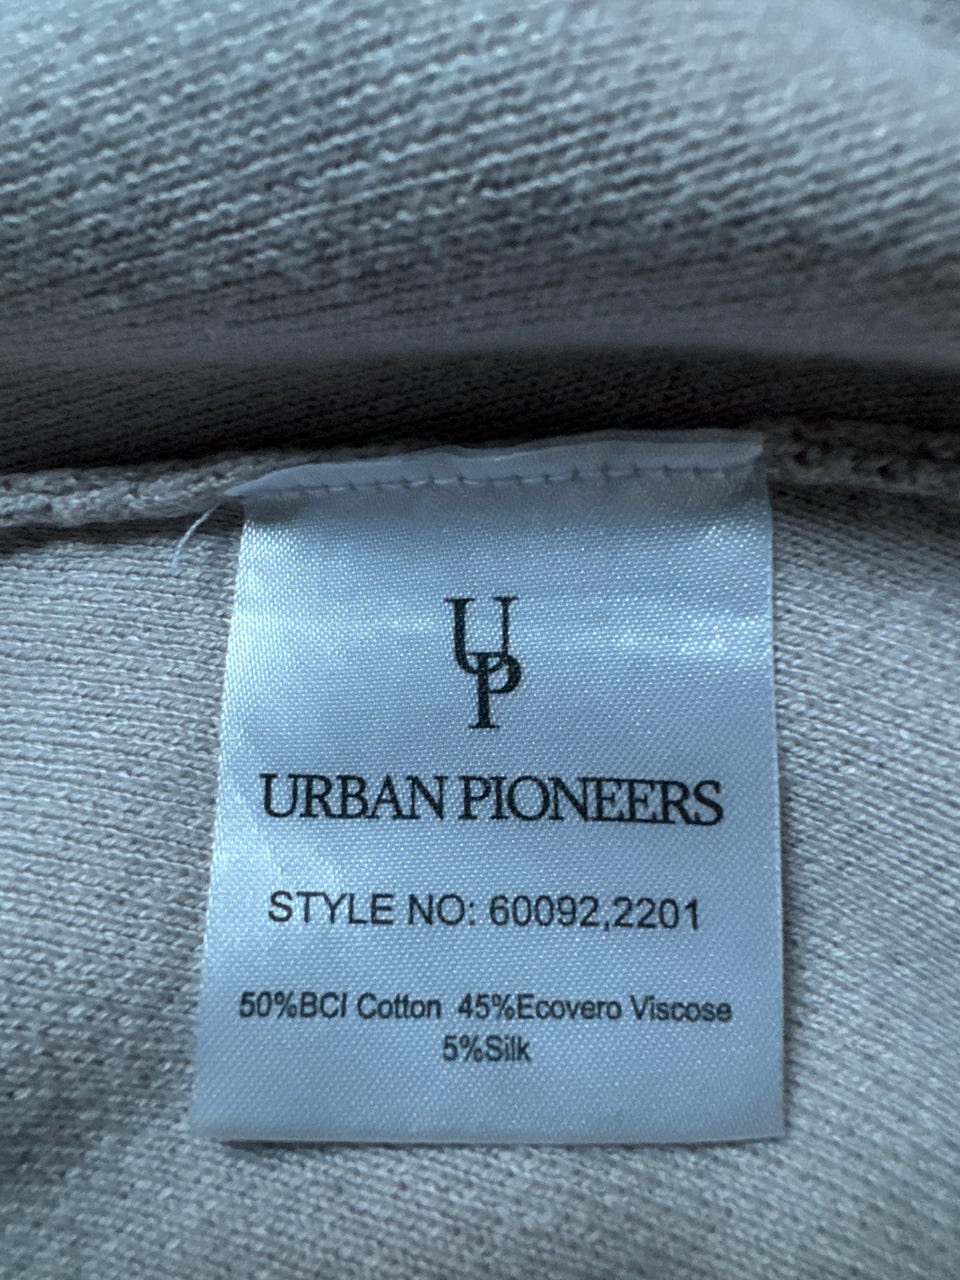 UP
URBAN PIONEERS
STYLE NO: 60092,2201
50%BCI Cotton 45%Ecovero Viscose
5%Silk